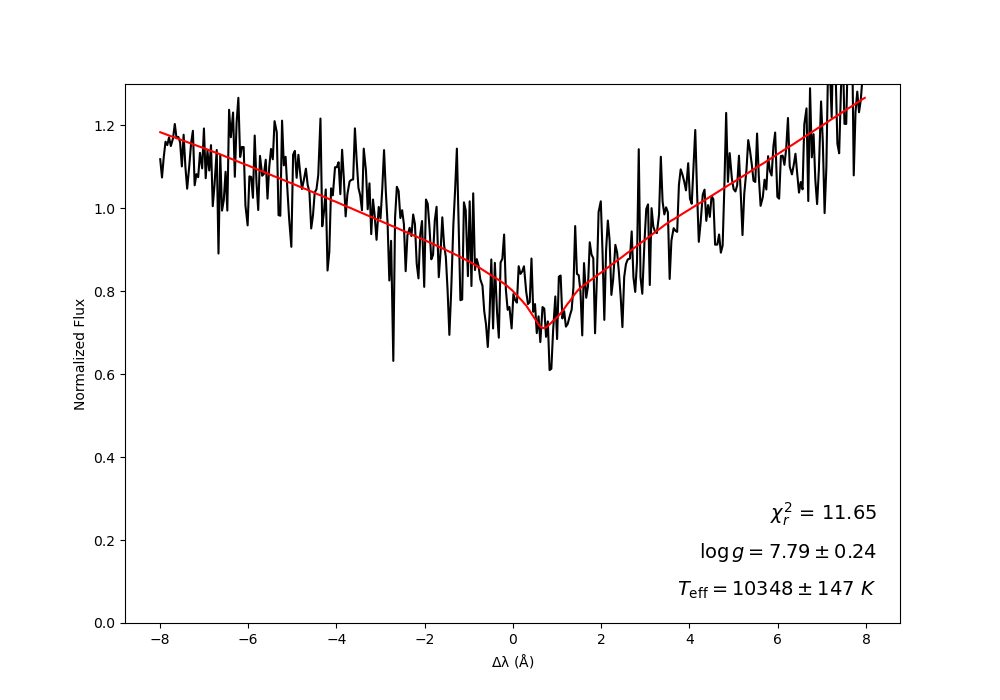 1.2
1.0
0.8
0.6
0.4
0.2
0.0
Normalized Flux
χ²ᵣ = 11.65
log g = 7.79 ± 0.24
T_eff = 10348 ± 147 K
−8 −6 −4 −2 0 2 4 6 8
Δλ (Å)